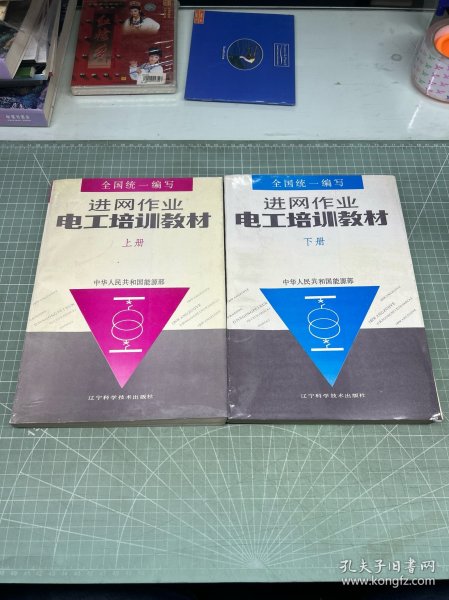 全国统一编写
进网作业
电工培训教材
上册
中华人民共和国能源部
辽宁科学技术出版社
全国统一编写
进网作业
电工培训教材
下册
中华人民共和国能源部
辽宁科学技术出版社
孔夫子旧书网
www.kongfz.com